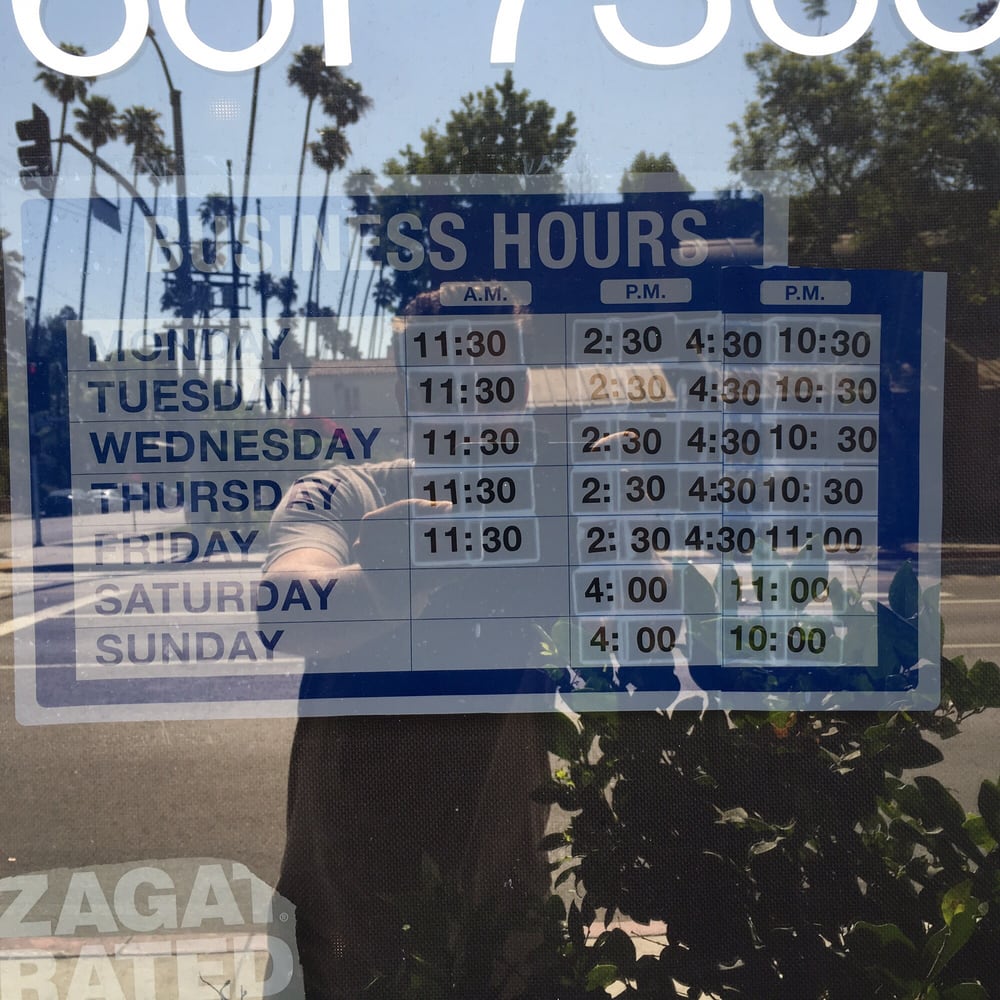 BUSINESS HOURS
A.M. P.M. P.M.
MONDAY 11:30 2:30 4:30 10:30
TUESDAY 11:30 2:30 4:30 10:30
WEDNESDAY 11:30 2:30 4:30 10:30
THURSDAY 11:30 2:30 4:30 10:30
FRIDAY 11:30 2:30 4:30 11:00
SATURDAY 4:00 11:00
SUNDAY 4:00 10:00
ZAGAT®
RATED